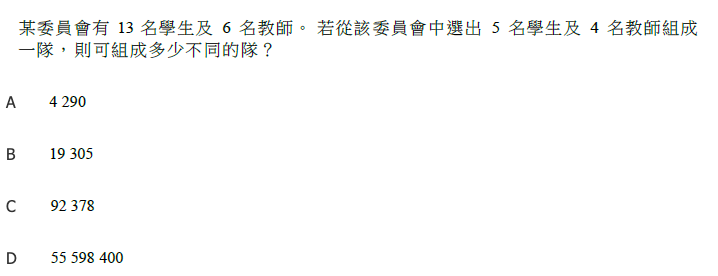 某委員會有 13 名學生及 6 名教師。 若從該委員會中選出 5 名學生及 4 名教師組成
一隊，則可組成多少不同的隊？
A 4 290
B 19 305
C 92 378
D 55 598 400